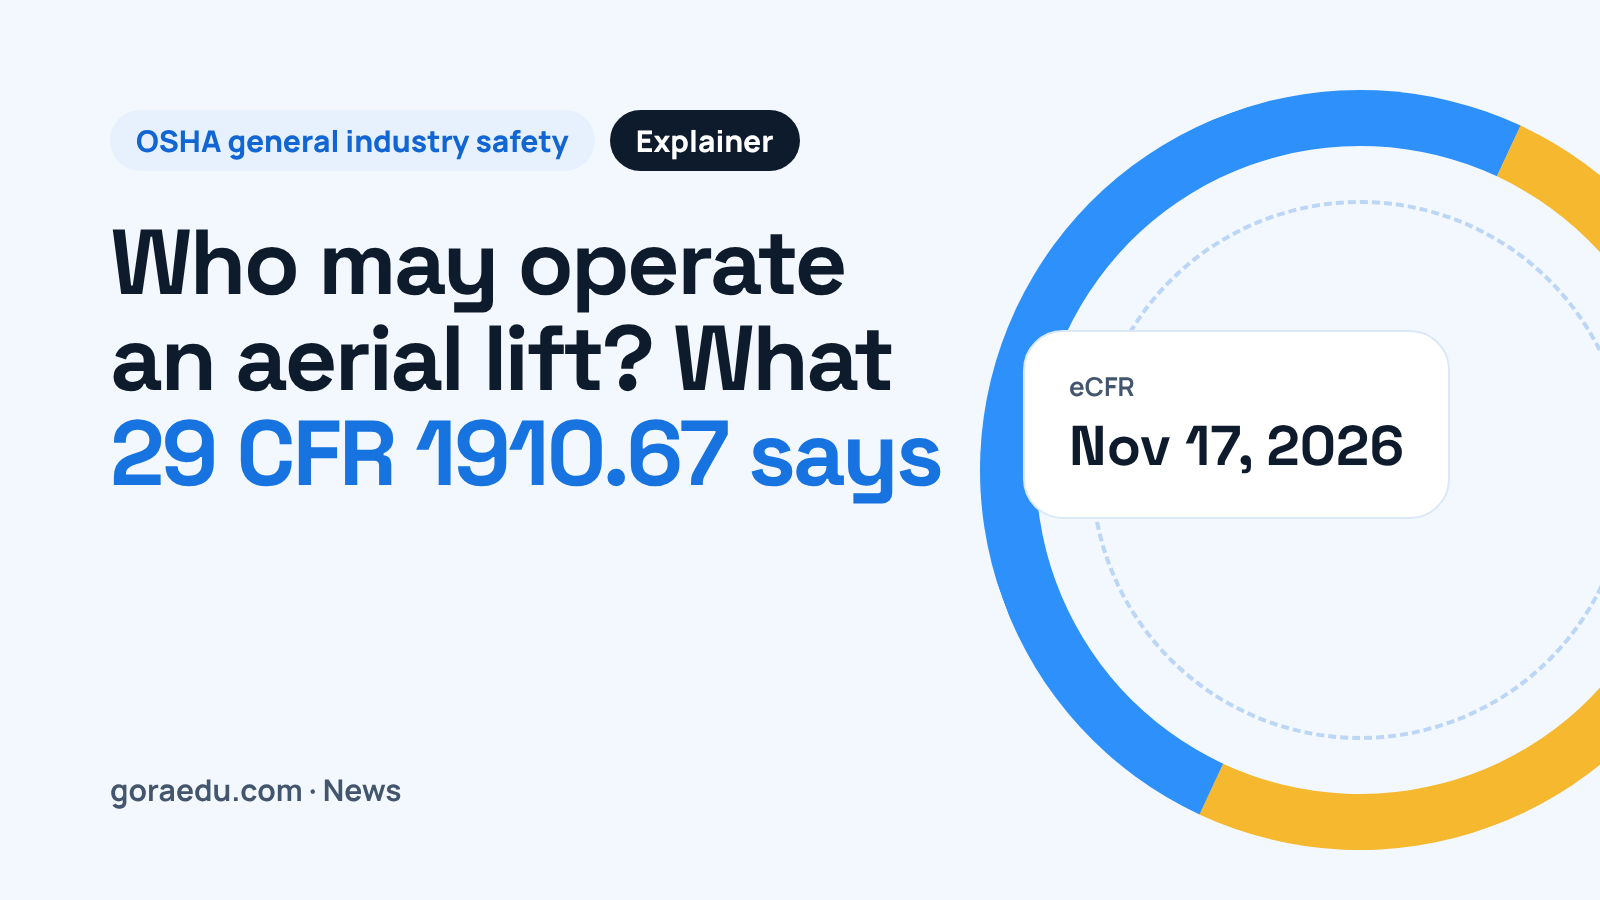 OSHA general industry safety
Explainer
Who may operate
an aerial lift? What
29 CFR 1910.67 says
eCFR
Nov 17, 2026
goraedu.com · News